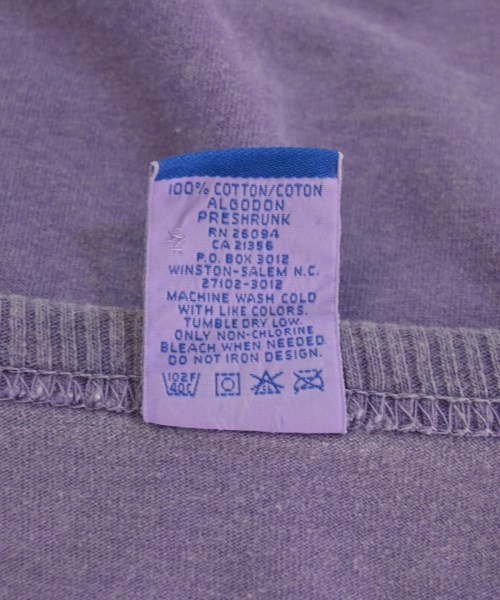 100% COTTON/COTON
ALGODON
PRESHRUNK
RN 26094
CA 21356
P.O. BOX 3012
WINSTON-SALEM N.C.
27102-3012
MACHINE WASH COLD
WITH LIKE COLORS.
TUMBLE DRY LOW.
ONLY NON-CHLORINE
BLEACH WHEN NEEDED.
DO NOT IRON DESIGN.
102F